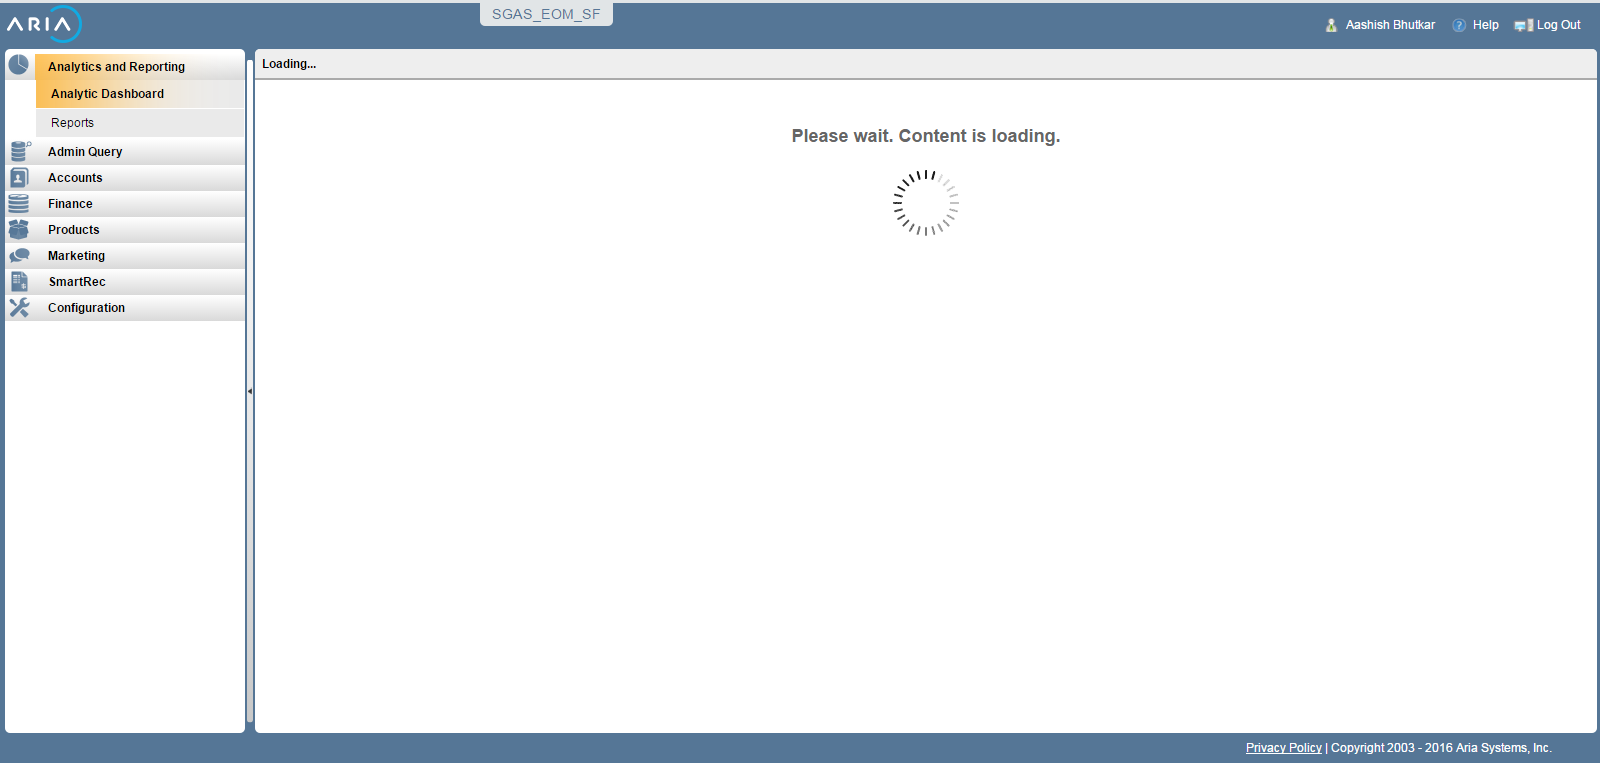 ARIA
SGAS_EOM_SF
Aashish Bhutkar
Help
Log Out
Analytics and Reporting
Analytic Dashboard
Reports
Admin Query
Accounts
Finance
Products
Marketing
SmartRec
Configuration
Loading...
Please wait. Content is loading.
Privacy Policy | Copyright 2003 - 2016 Aria Systems, Inc.